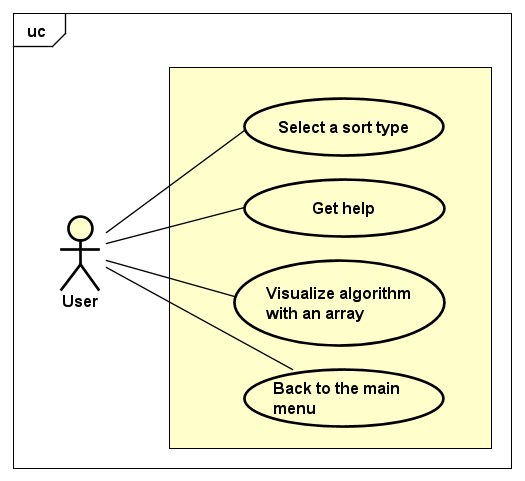 uc
Select a sort type
Get help
Visualize algorithm
with an array
User
Back to the main
menu